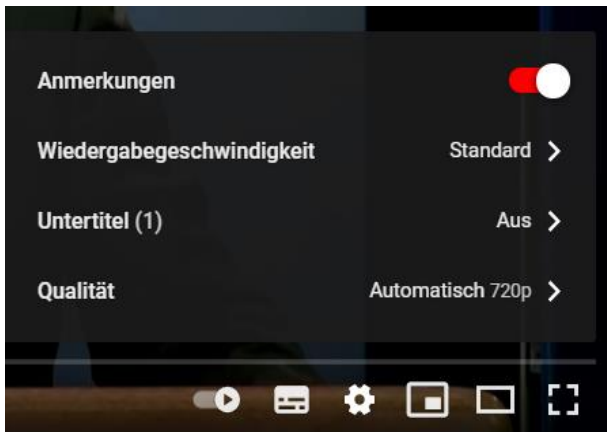 Anmerkungen
Wiedergabegeschwindigkeit Standard
Untertitel (1) Aus
Qualität Automatisch 720p